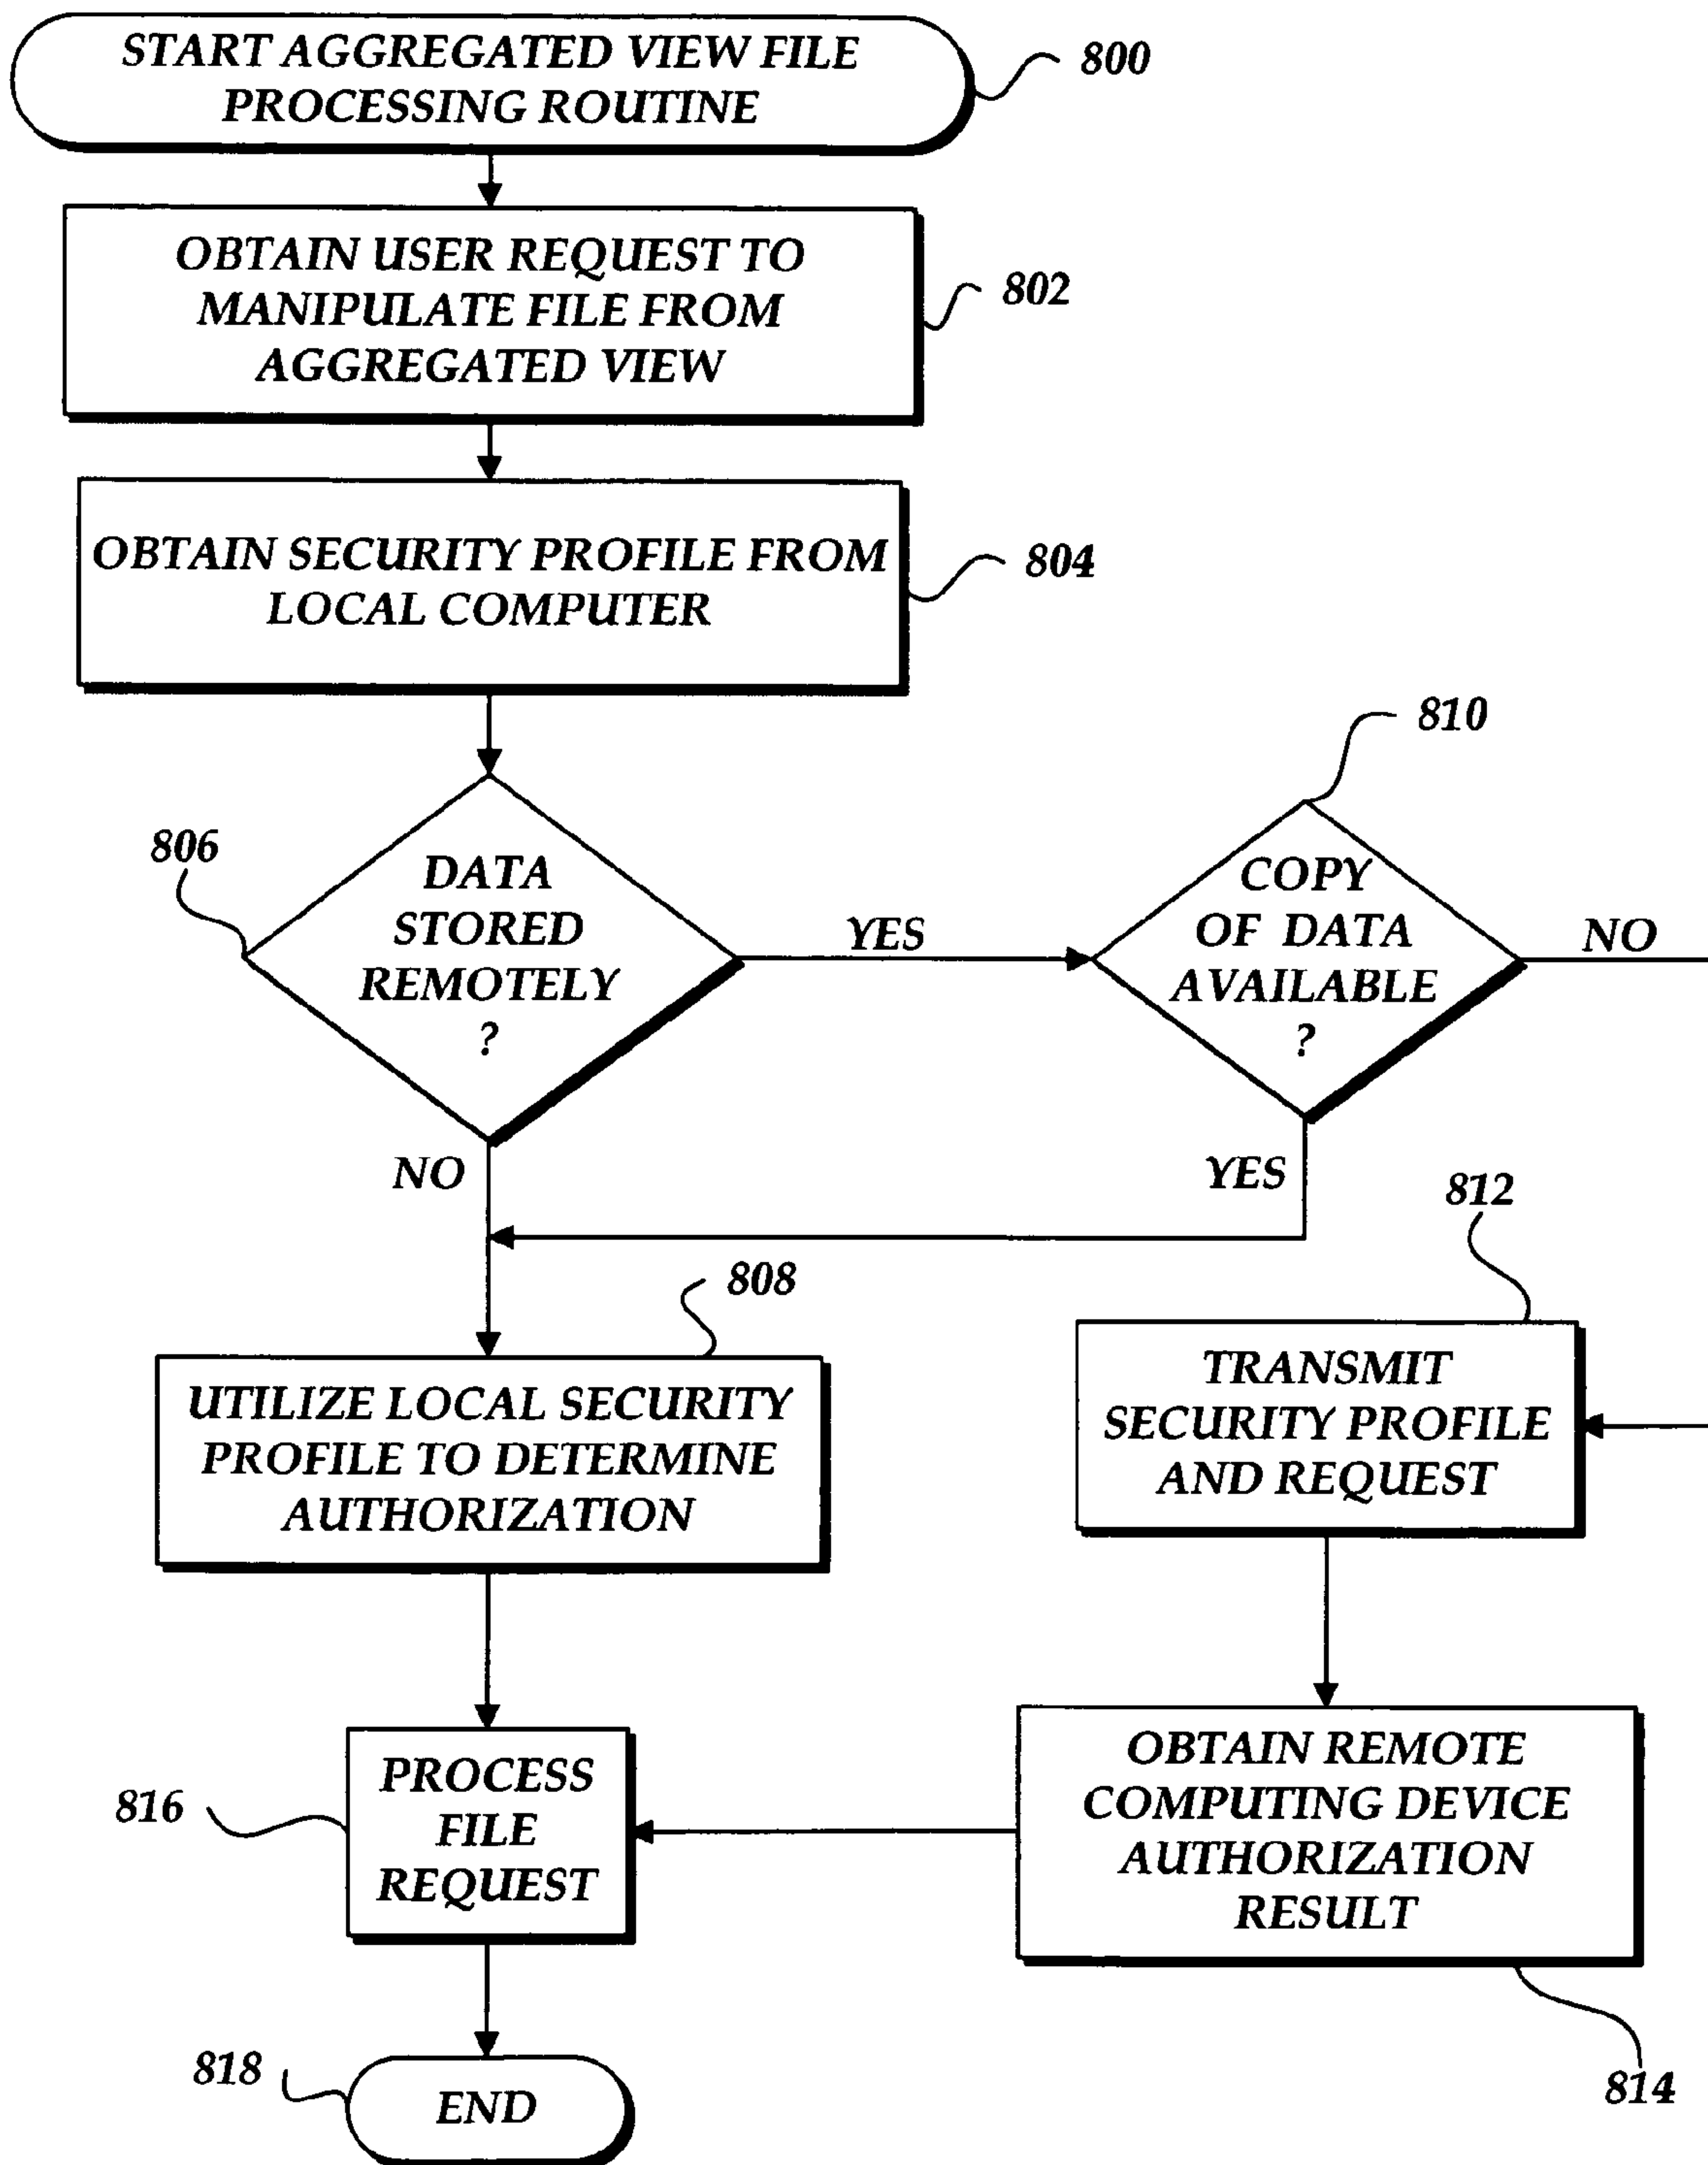 START AGGREGATED VIEW FILE
PROCESSING ROUTINE
800
OBTAIN USER REQUEST TO
MANIPULATE FILE FROM
AGGREGATED VIEW
802
OBTAIN SECURITY PROFILE FROM
LOCAL COMPUTER
804
806
DATA
STORED
REMOTELY
?
YES
NO
810
COPY
OF DATA
AVAILABLE
?
NO
YES
808
UTILIZE LOCAL SECURITY
PROFILE TO DETERMINE
AUTHORIZATION
812
TRANSMIT
SECURITY PROFILE
AND REQUEST
816
PROCESS
FILE
REQUEST
OBTAIN REMOTE
COMPUTING DEVICE
AUTHORIZATION
RESULT
814
818
END